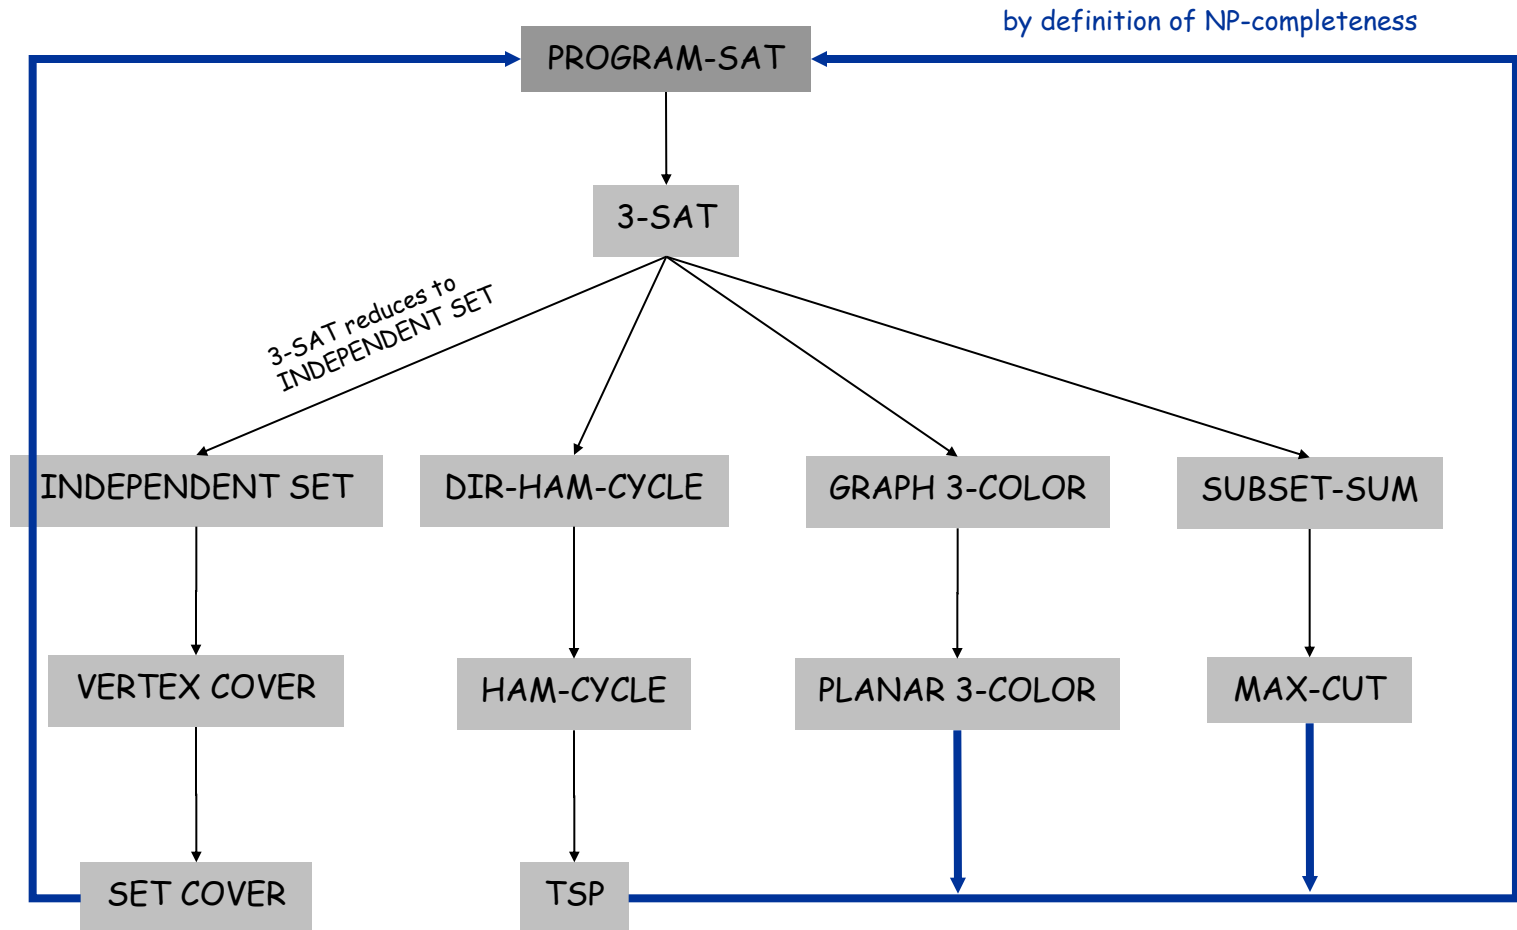 by definition of NP-completeness
PROGRAM-SAT
3-SAT
3-SAT reduces to
INDEPENDENT SET
INDEPENDENT SET
DIR-HAM-CYCLE
GRAPH 3-COLOR
SUBSET-SUM
VERTEX COVER
HAM-CYCLE
PLANAR 3-COLOR
MAX-CUT
SET COVER
TSP